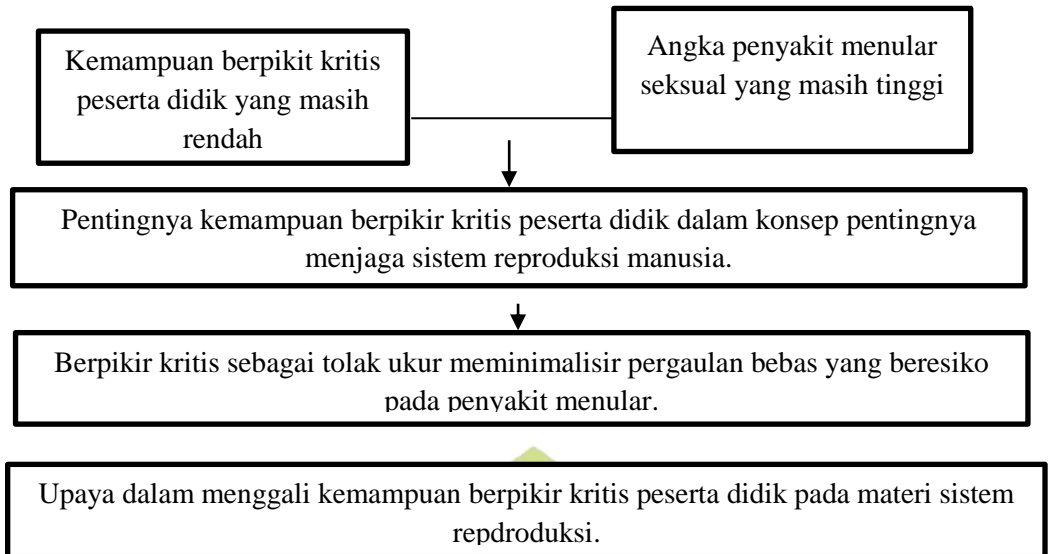 Kemampuan berpikit kritis
peserta didik yang masih
rendah
Angka penyakit menular
seksual yang masih tinggi
Pentingnya kemampuan berpikir kritis peserta didik dalam konsep pentingnya
menjaga sistem reproduksi manusia.
Berpikir kritis sebagai tolak ukur meminimalisir pergaulan bebas yang beresiko
pada penyakit menular.
Upaya dalam menggali kemampuan berpikir kritis peserta didik pada materi sistem
repdroduksi.